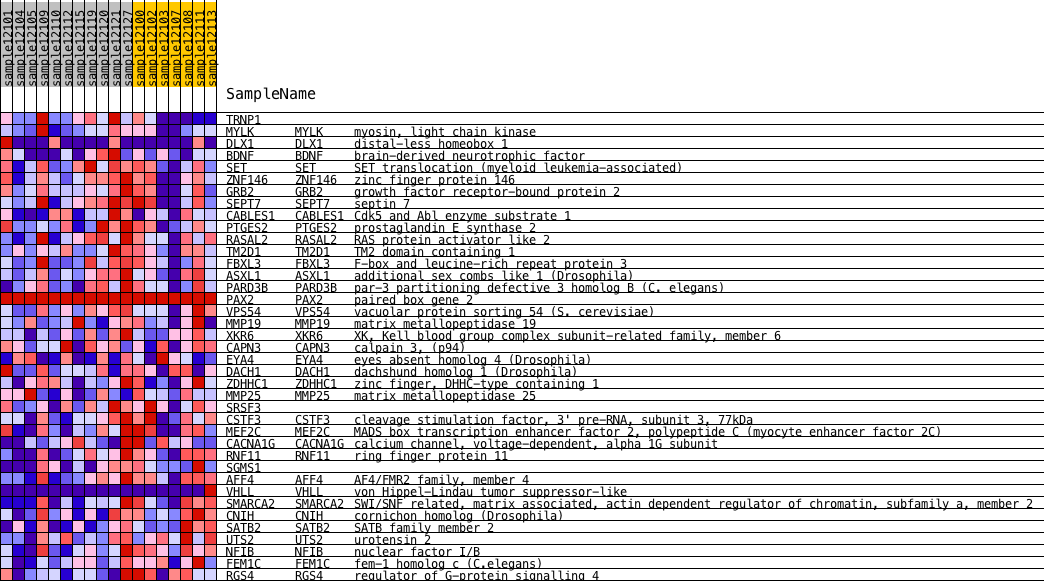 sample12101
sample12104
sample12105
sample12109
sample12110
sample12112
sample12115
sample12119
sample12120
sample12121
sample12127
sample12100
sample12102
sample12103
sample12107
sample12108
sample12111
sample12113
SampleName
TRNP1
MYLK MYLK myosin, light chain kinase
DLX1 DLX1 distal-less homeobox 1
BDNF BDNF brain-derived neurotrophic factor
SET SET SET translocation (myeloid leukemia-associated)
ZNF146 ZNF146 zinc finger protein 146
GRB2 GRB2 growth factor receptor-bound protein 2
SEPT7 SEPT7 septin 7
CABLES1 CABLES1 Cdk5 and Abl enzyme substrate 1
PTGES2 PTGES2 prostaglandin E synthase 2
RASAL2 RASAL2 RAS protein activator like 2
TM2D1 TM2D1 TM2 domain containing 1
FBXL3 FBXL3 F-box and leucine-rich repeat protein 3
ASXL1 ASXL1 additional sex combs like 1 (Drosophila)
PARD3B PARD3B par-3 partitioning defective 3 homolog B (C. elegans)
PAX2 PAX2 paired box gene 2
VPS54 VPS54 vacuolar protein sorting 54 (S. cerevisiae)
MMP19 MMP19 matrix metallopeptidase 19
XKR6 XKR6 XK, Kell blood group complex subunit-related family, member 6
CAPN3 CAPN3 calpain 3, (p94)
EYA4 EYA4 eyes absent homolog 4 (Drosophila)
DACH1 DACH1 dachshund homolog 1 (Drosophila)
ZDHHC1 ZDHHC1 zinc finger, DHHC-type containing 1
MMP25 MMP25 matrix metallopeptidase 25
SRSF3
CSTF3 CSTF3 cleavage stimulation factor, 3' pre-RNA, subunit 3, 77kDa
MEF2C MEF2C MADS box transcription enhancer factor 2, polypeptide C (myocyte enhancer factor 2C)
CACNA1G CACNA1G calcium channel, voltage-dependent, alpha 1G subunit
RNF11 RNF11 ring finger protein 11
SGMS1
AFF4 AFF4 AF4/FMR2 family, member 4
VHLL VHLL von Hippel-Lindau tumor suppressor-like
SMARCA2 SMARCA2 SWI/SNF related, matrix associated, actin dependent regulator of chromatin, subfamily a, member 2
CNIH CNIH cornichon homolog (Drosophila)
SATB2 SATB2 SATB family member 2
UTS2 UTS2 urotensin 2
NFIB NFIB nuclear factor I/B
FEM1C FEM1C fem-1 homolog c (C.elegans)
RGS4 RGS4 regulator of G-protein signalling 4